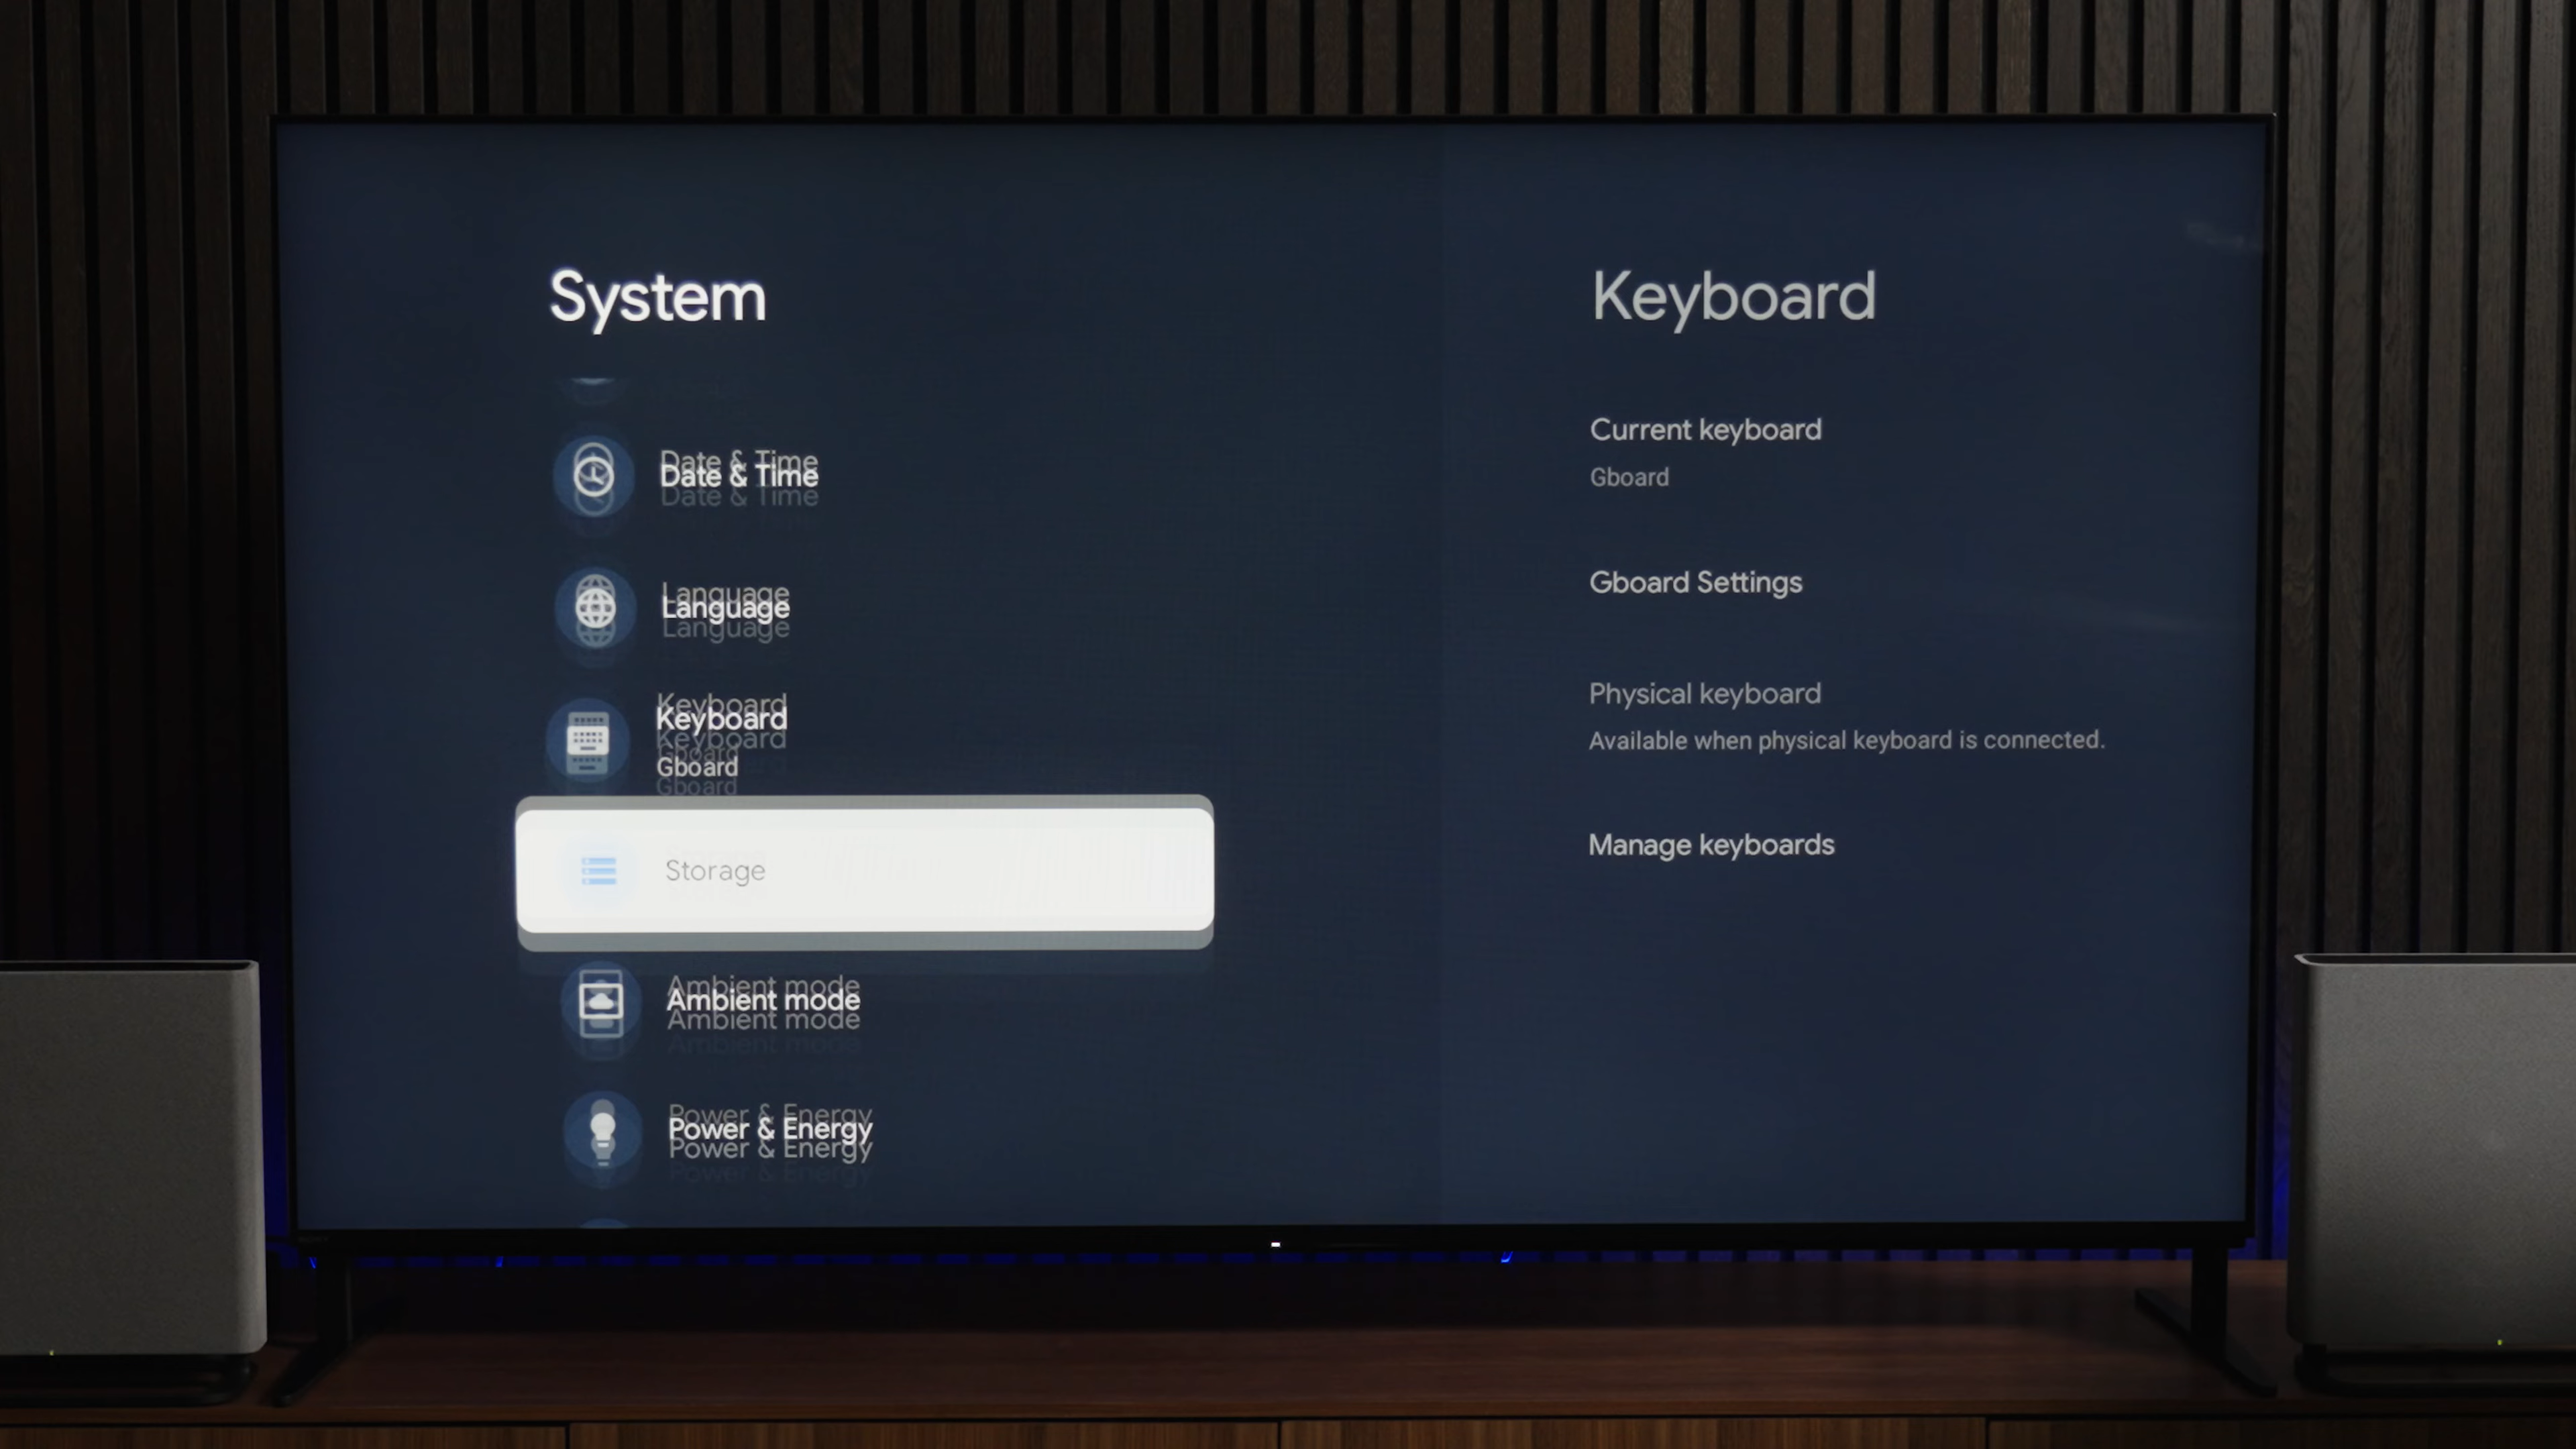 System
Date & Time
Language
Keyboard
Gboard
Storage
Ambient mode
Power & Energy
Keyboard
Current keyboard
Gboard
Gboard Settings
Physical keyboard
Available when physical keyboard is connected.
Manage keyboards